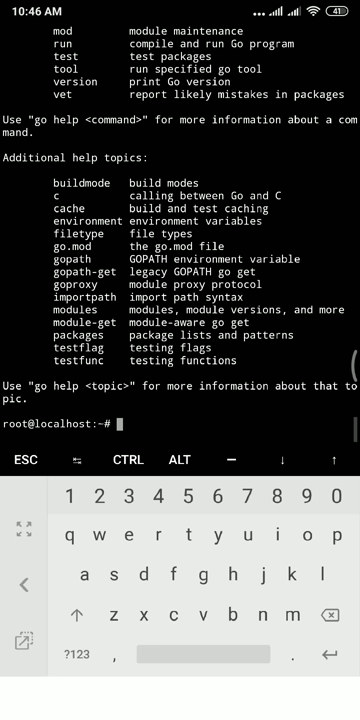 10:46 AM
41
mod module maintenance
run compile and run Go program
test test packages
tool run specified go tool
version print Go version
vet report likely mistakes in packages
Use "go help <command>" for more information about a com
mand.
Additional help topics:
buildmode build modes
c calling between Go and C
cache build and test caching
environment environment variables
filetype file types
go.mod the go.mod file
gopath GOPATH environment variable
gopath-get legacy GOPATH go get
goproxy module proxy protocol
importpath import path syntax
modules modules, module versions, and more
module-get module-aware go get
packages package lists and patterns
testflag testing flags
testfunc testing functions
Use "go help <topic>" for more information about that to
pic.
root@localhost:~#
ESC ↹ CTRL ALT — ↓ ↑
1 2 3 4 5 6 7 8 9 0
q w e r t y u i o p
a s d f g h j k l
z x c v b n m
?123 , .